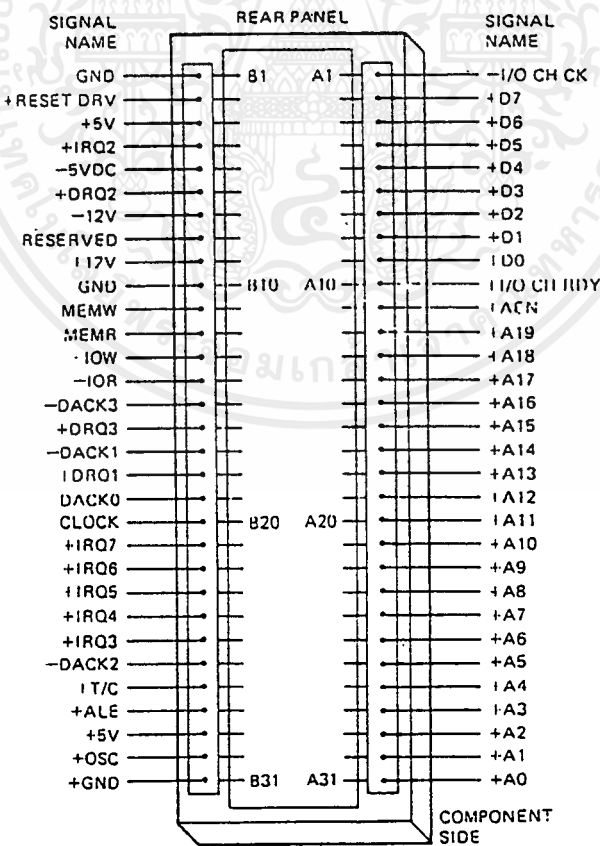 SIGNAL NAME
REAR PANEL
SIGNAL NAME
GND B1 A1 −I/O CH CK
+RESET DRV +D7
+5V +D6
+IRQ2 +D5
−5VDC +D4
+DRQ2 +D3
−12V +D2
RESERVED +D1
+12V +D0
GND B10 A10 +I/O CH RDY
MEMW +AEN
MEMR +A19
-IOW +A18
−IOR +A17
−DACK3 +A16
+DRQ3 +A15
−DACK1 +A14
+DRQ1 +A13
DACK0 +A12
CLOCK B20 A20 +A11
+IRQ7 +A10
+IRQ6 +A9
+IRQ5 +A8
+IRQ4 +A7
+IRQ3 +A6
−DACK2 +A5
+T/C +A4
+ALE +A3
+5V +A2
+OSC +A1
+GND B31 A31 +A0
COMPONENT
SIDE